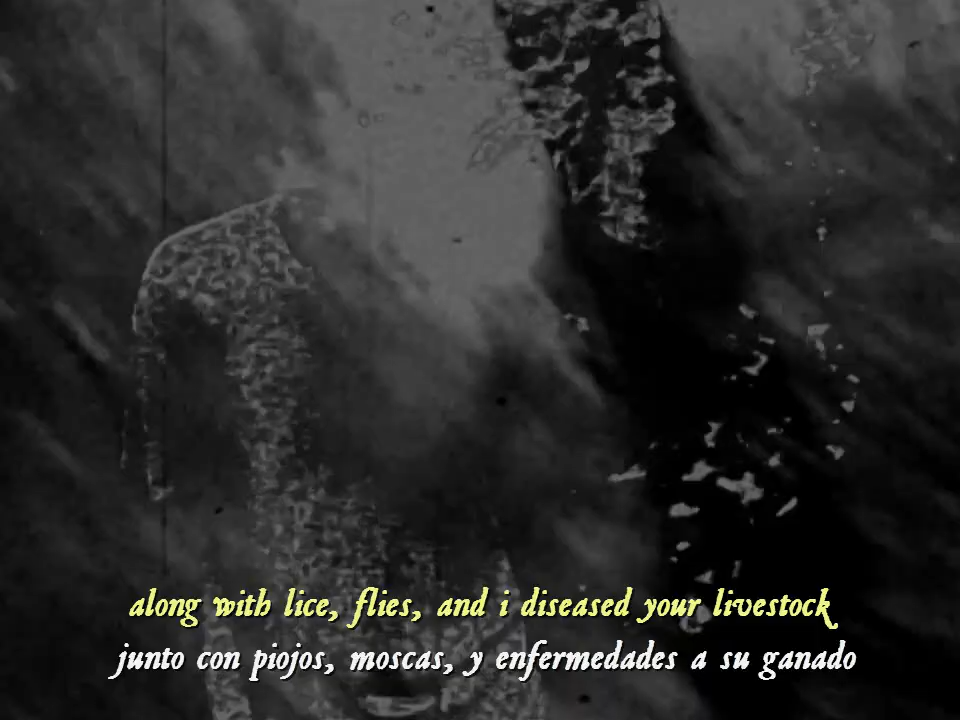 along with lice, flies, and i diseased your livestock
junto con piojos, moscas, y enfermedades a su ganado